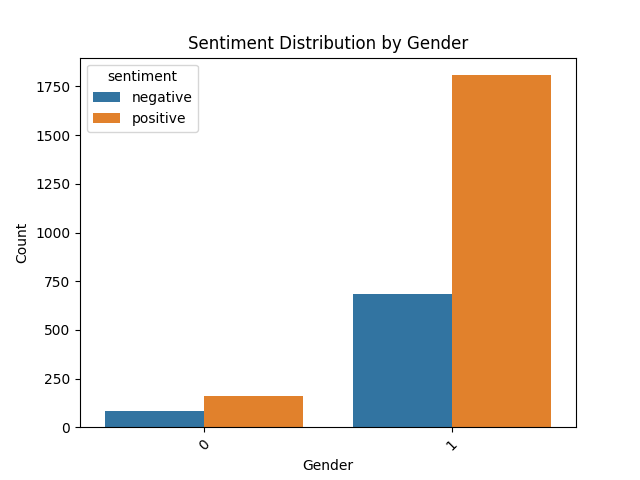 Sentiment Distribution by Gender
sentiment
negative
positive
1750
1500
1250
1000
750
500
250
0
Count
0
1
Gender